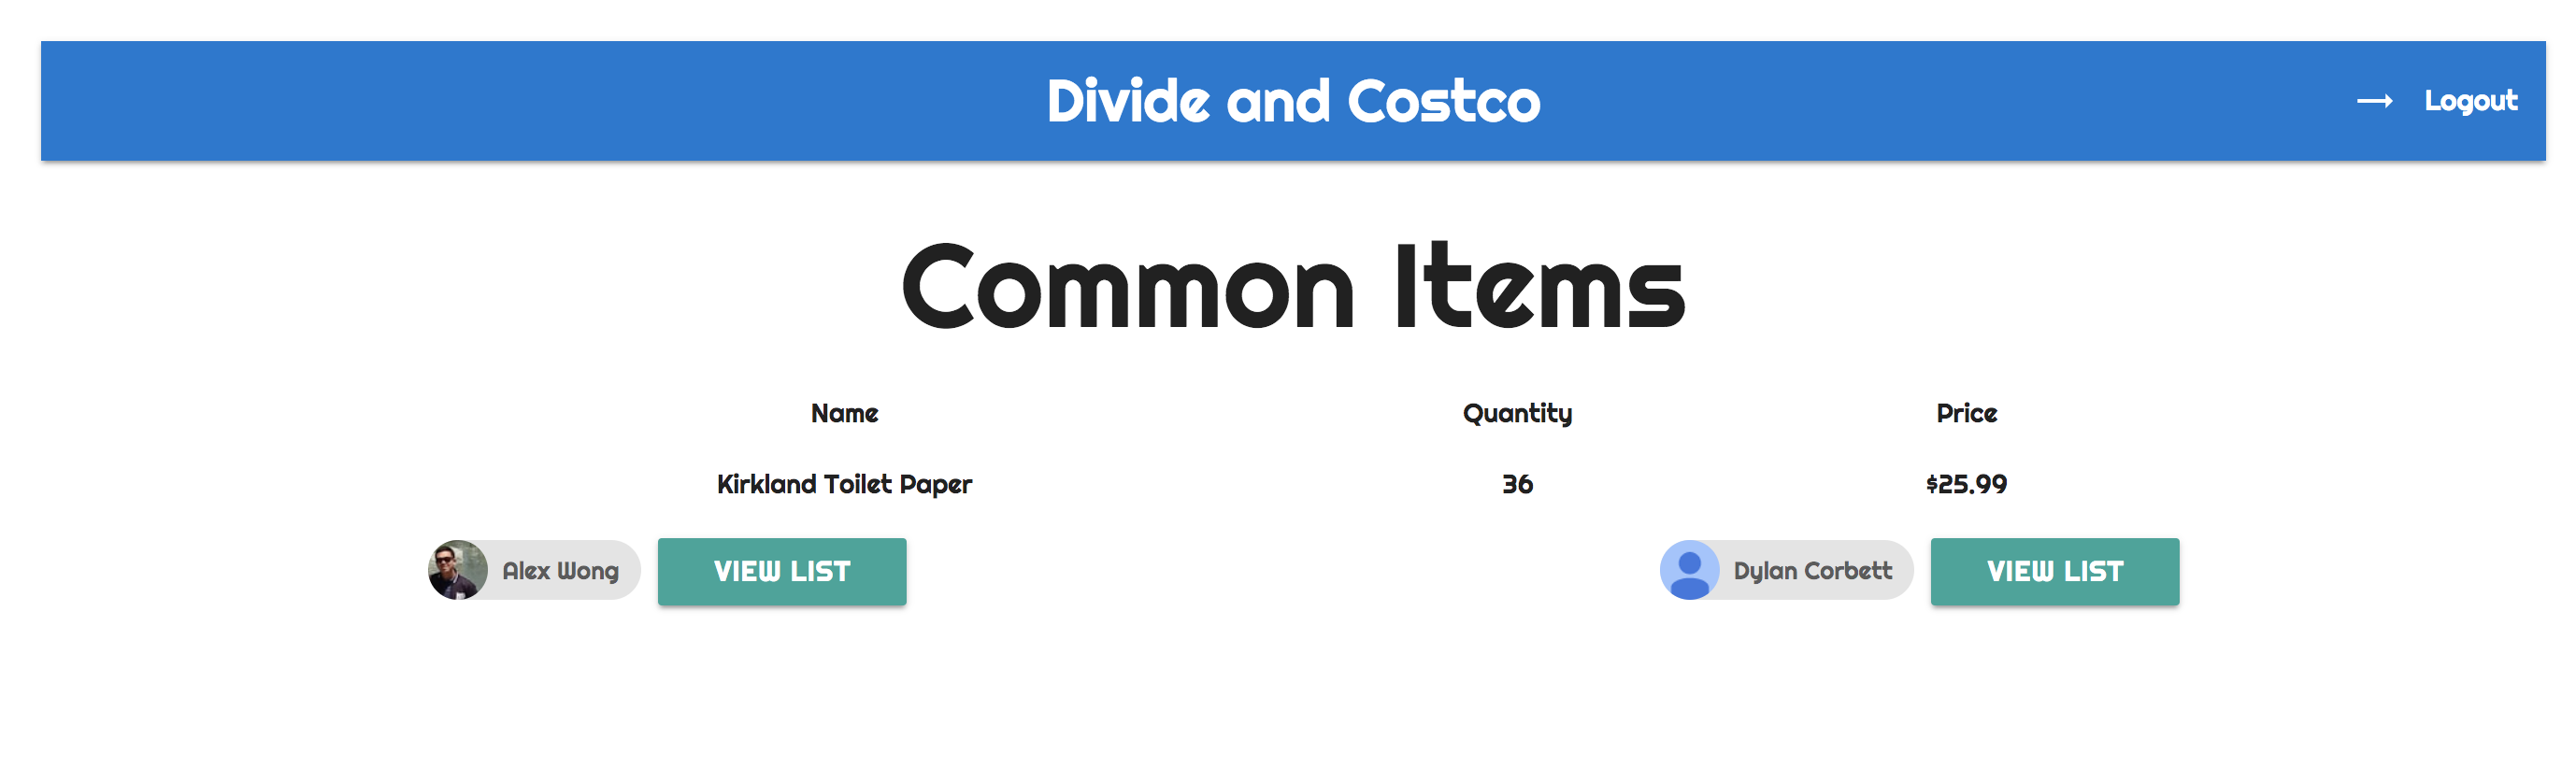 Divide and Costco
Logout
Common Items
Name Quantity Price
Kirkland Toilet Paper 36 $25.99
Alex Wong VIEW LIST Dylan Corbett VIEW LIST